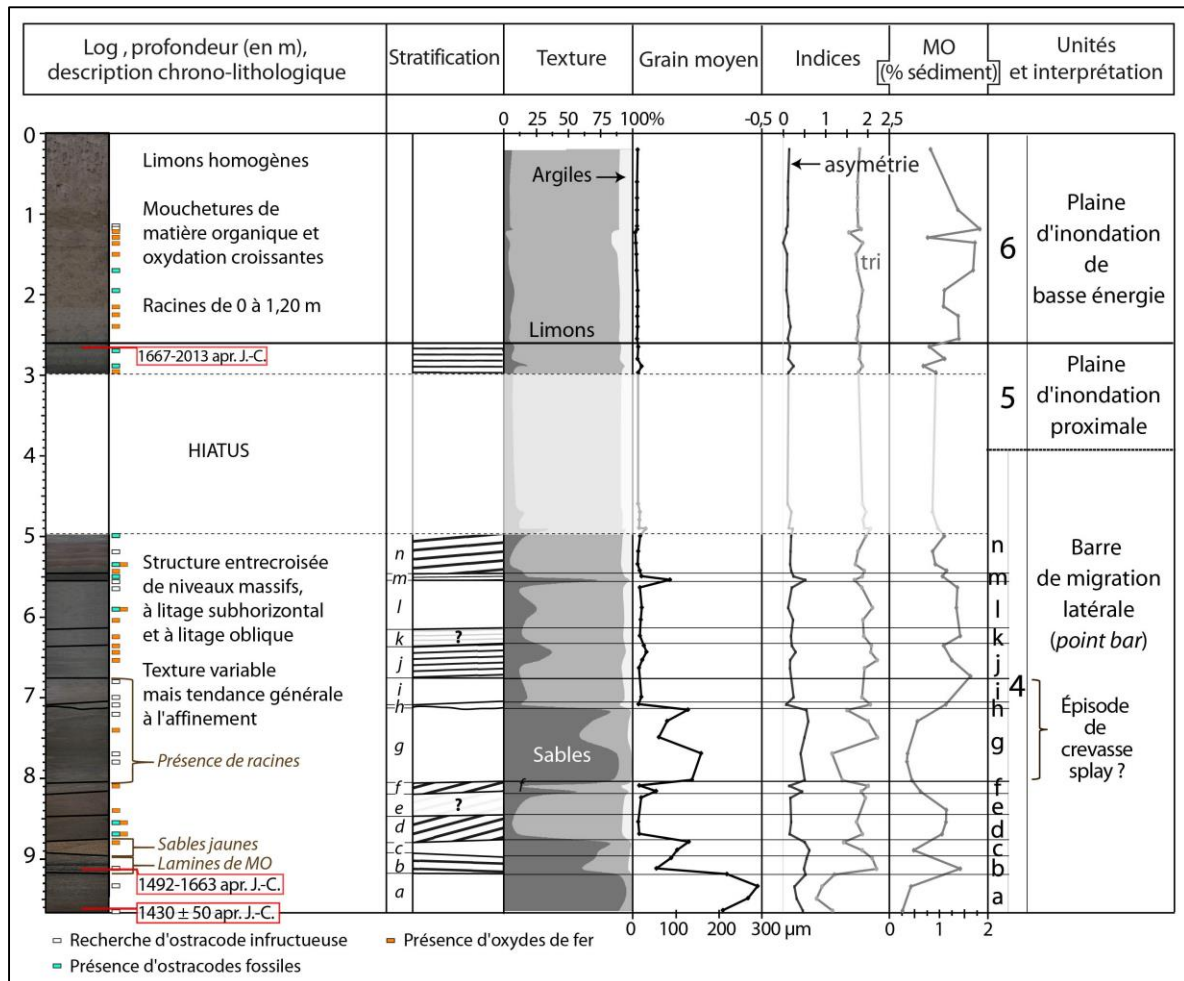 Log , profondeur (en m),
description chrono-lithologique
Stratification
Texture
Grain moyen
Indices
MO
(% sédiment)
Unités
et interprétation
0 25 75 100% -0,5 0 1 2 2,5
0
1
2
3
4
5
6
7
8
9
Limons homogènes
Mouchetures de
matière organique et
oxydation croissantes
Racines de 0 à 1,20 m
1667-2013 apr. J.-C.
HIATUS
Structure entrecroisée
de niveaux massifs,
à litage subhorizontal
et à litage oblique
Texture variable
mais tendance générale
à l'affinement
Présence de racines
Sables jaunes
Lamines de MO
1492-1663 apr. J.-C.
1430 ± 50 apr. J.-C.
n
m
l
k
j
i
h
g
f
e
d
c
b
a
?
?
Argiles
Limons
Sables
f
asymétrie
tri
6
5
4
n
m
l
k
j
i
h
g
f
e
d
c
b
a
Plaine
d'inondation
de
basse énergie
Plaine
d'inondation
proximale
Barre
de migration
latérale
(point bar)
Épisode
de
crevasse
splay ?
0 100 200 300 µm 0 2
Recherche d'ostracode infructueuse
Présence d'oxydes de fer
Présence d'ostracodes fossiles